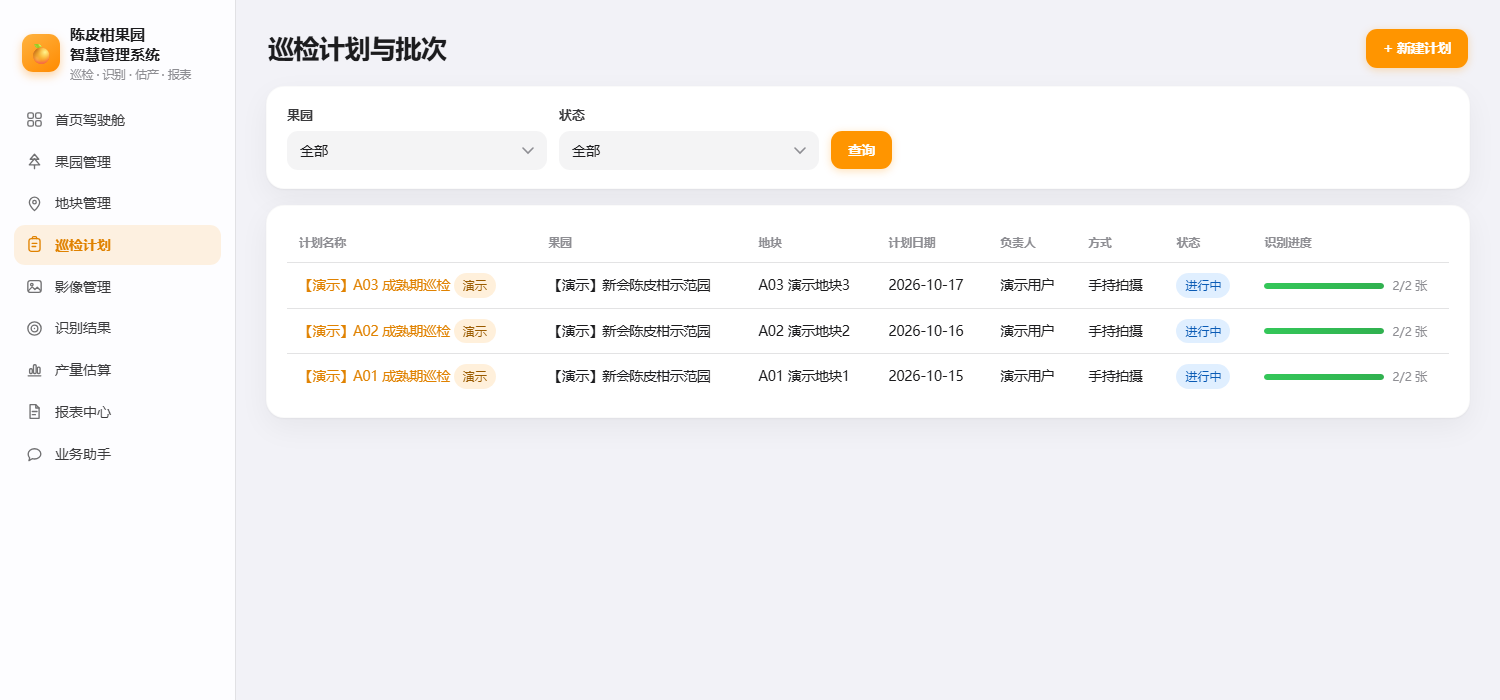 陈皮柑果园
智慧管理系统
巡检 · 识别 · 估产 · 报表
首页驾驶舱
果园管理
地块管理
巡检计划
影像管理
识别结果
产量估算
报表中心
业务助手
巡检计划与批次
+ 新建计划
果园
状态
全部
全部
查询
计划名称 果园 地块 计划日期 负责人 方式 状态 识别进度
【演示】A03 成熟期巡检 演示 【演示】新会陈皮柑示范园 A03 演示地块3 2026-10-17 演示用户 手持拍摄 进行中 2/2 张
【演示】A02 成熟期巡检 演示 【演示】新会陈皮柑示范园 A02 演示地块2 2026-10-16 演示用户 手持拍摄 进行中 2/2 张
【演示】A01 成熟期巡检 演示 【演示】新会陈皮柑示范园 A01 演示地块1 2026-10-15 演示用户 手持拍摄 进行中 2/2 张